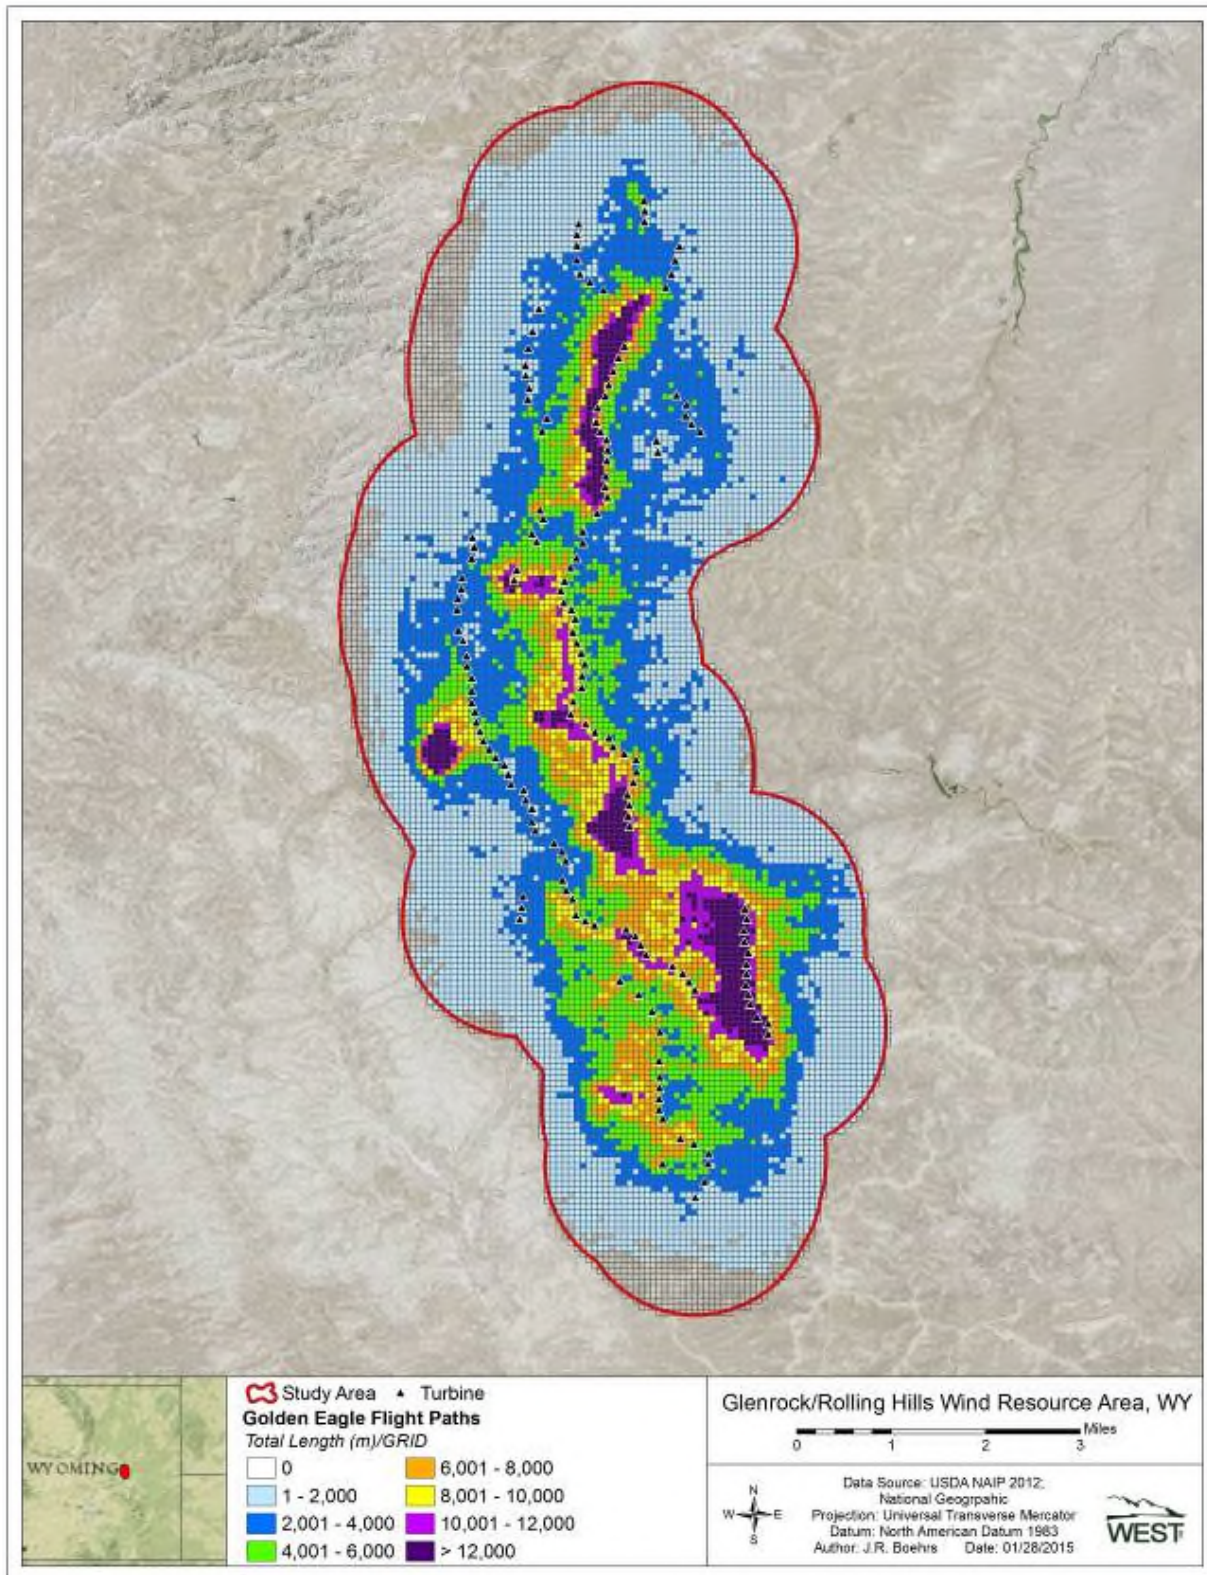 WYOMING
Study Area Turbine
Golden Eagle Flight Paths
Total Length (m)/GRID
0 6,001 - 8,000
1 - 2,000 8,001 - 10,000
2,001 - 4,000 10,001 - 12,000
4,001 - 6,000 > 12,000
Glenrock/Rolling Hills Wind Resource Area, WY
Miles
0 1 2 3
N
W E
S
Data Source: USDA NAIP 2012;
National Geogrpahic
Projection: Universal Transverse Mercator
Datum: North American Datum 1983
Author: J.R. Boehrs Date: 01/28/2015
WEST